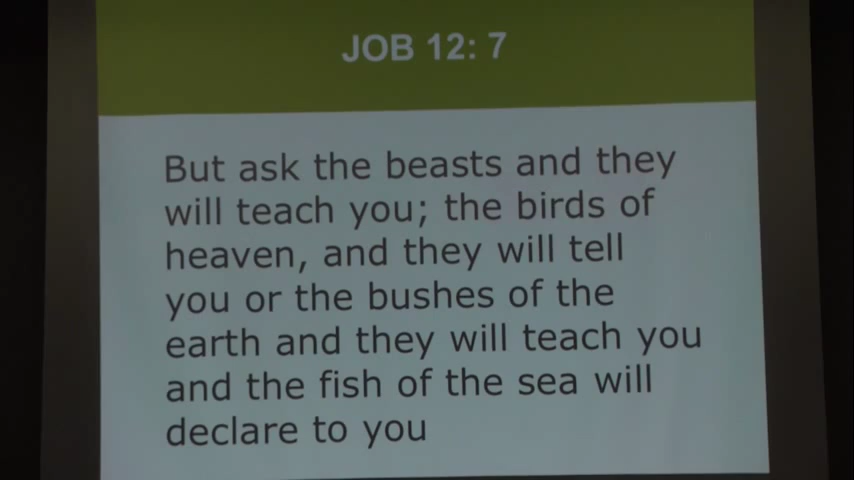 JOB 12: 7
But ask the beasts and they
will teach you; the birds of
heaven, and they will tell
you or the bushes of the
earth and they will teach you
and the fish of the sea will
declare to you